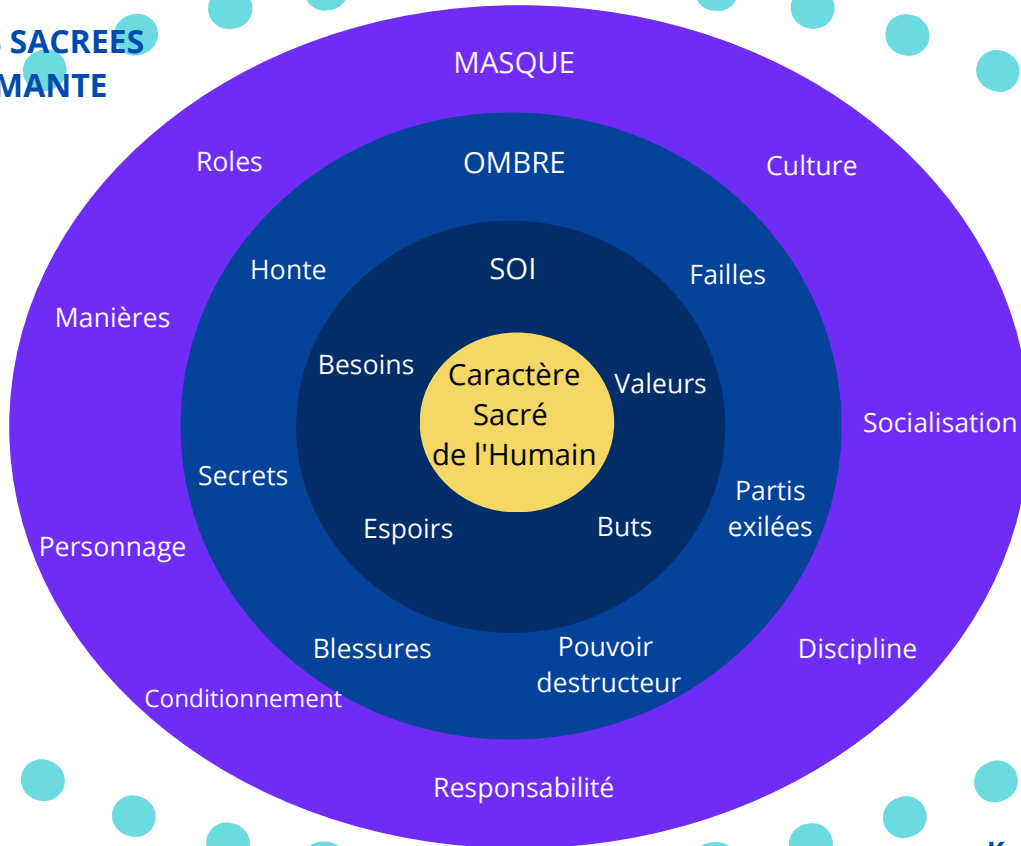 SACREES
MANTE
MASQUE
Roles
OMBRE
Culture
Honte
SOI
Failles
Manières
Besoins
Caractère
Valeurs
Sacré
Socialisation
de l'Humain
Secrets
Partis
exilées
Espoirs
Buts
Personnage
Blessures
Pouvoir
destructeur
Discipline
Conditionnement
Responsabilité